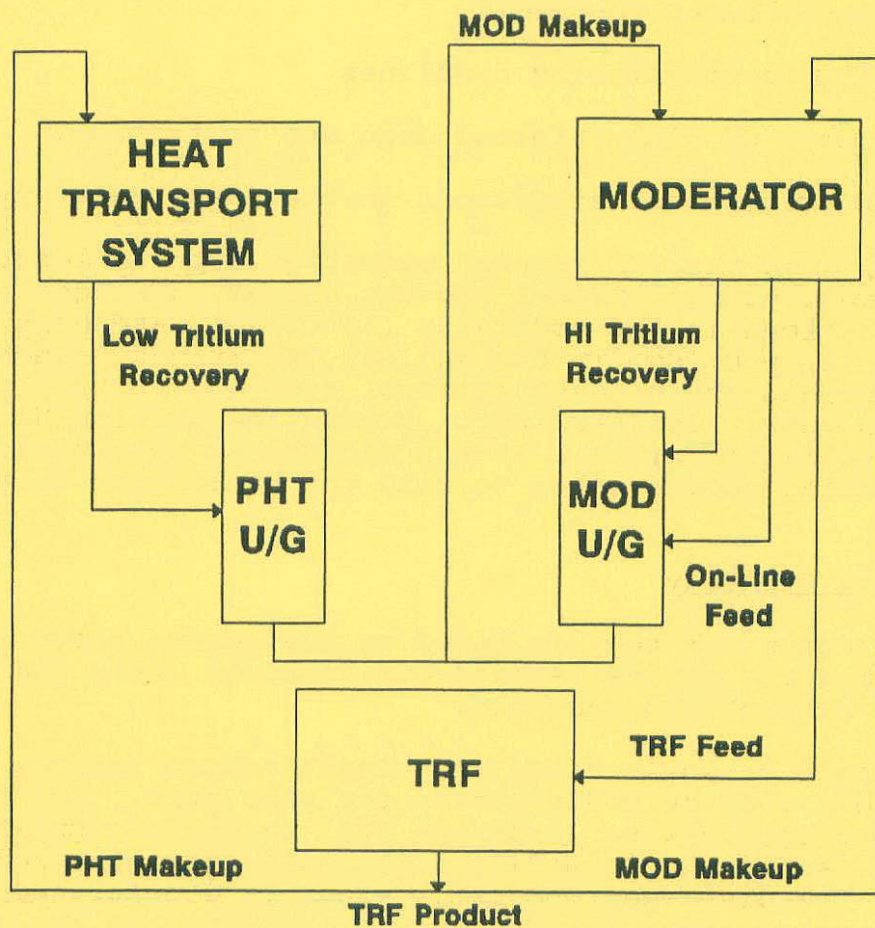 MOD Makeup
HEAT
TRANSPORT
SYSTEM
MODERATOR
Low Tritium
Recovery
Hi Tritium
Recovery
PHT
U/G
MOD
U/G
On-Line
Feed
TRF
TRF Feed
PHT Makeup
MOD Makeup
TRF Product